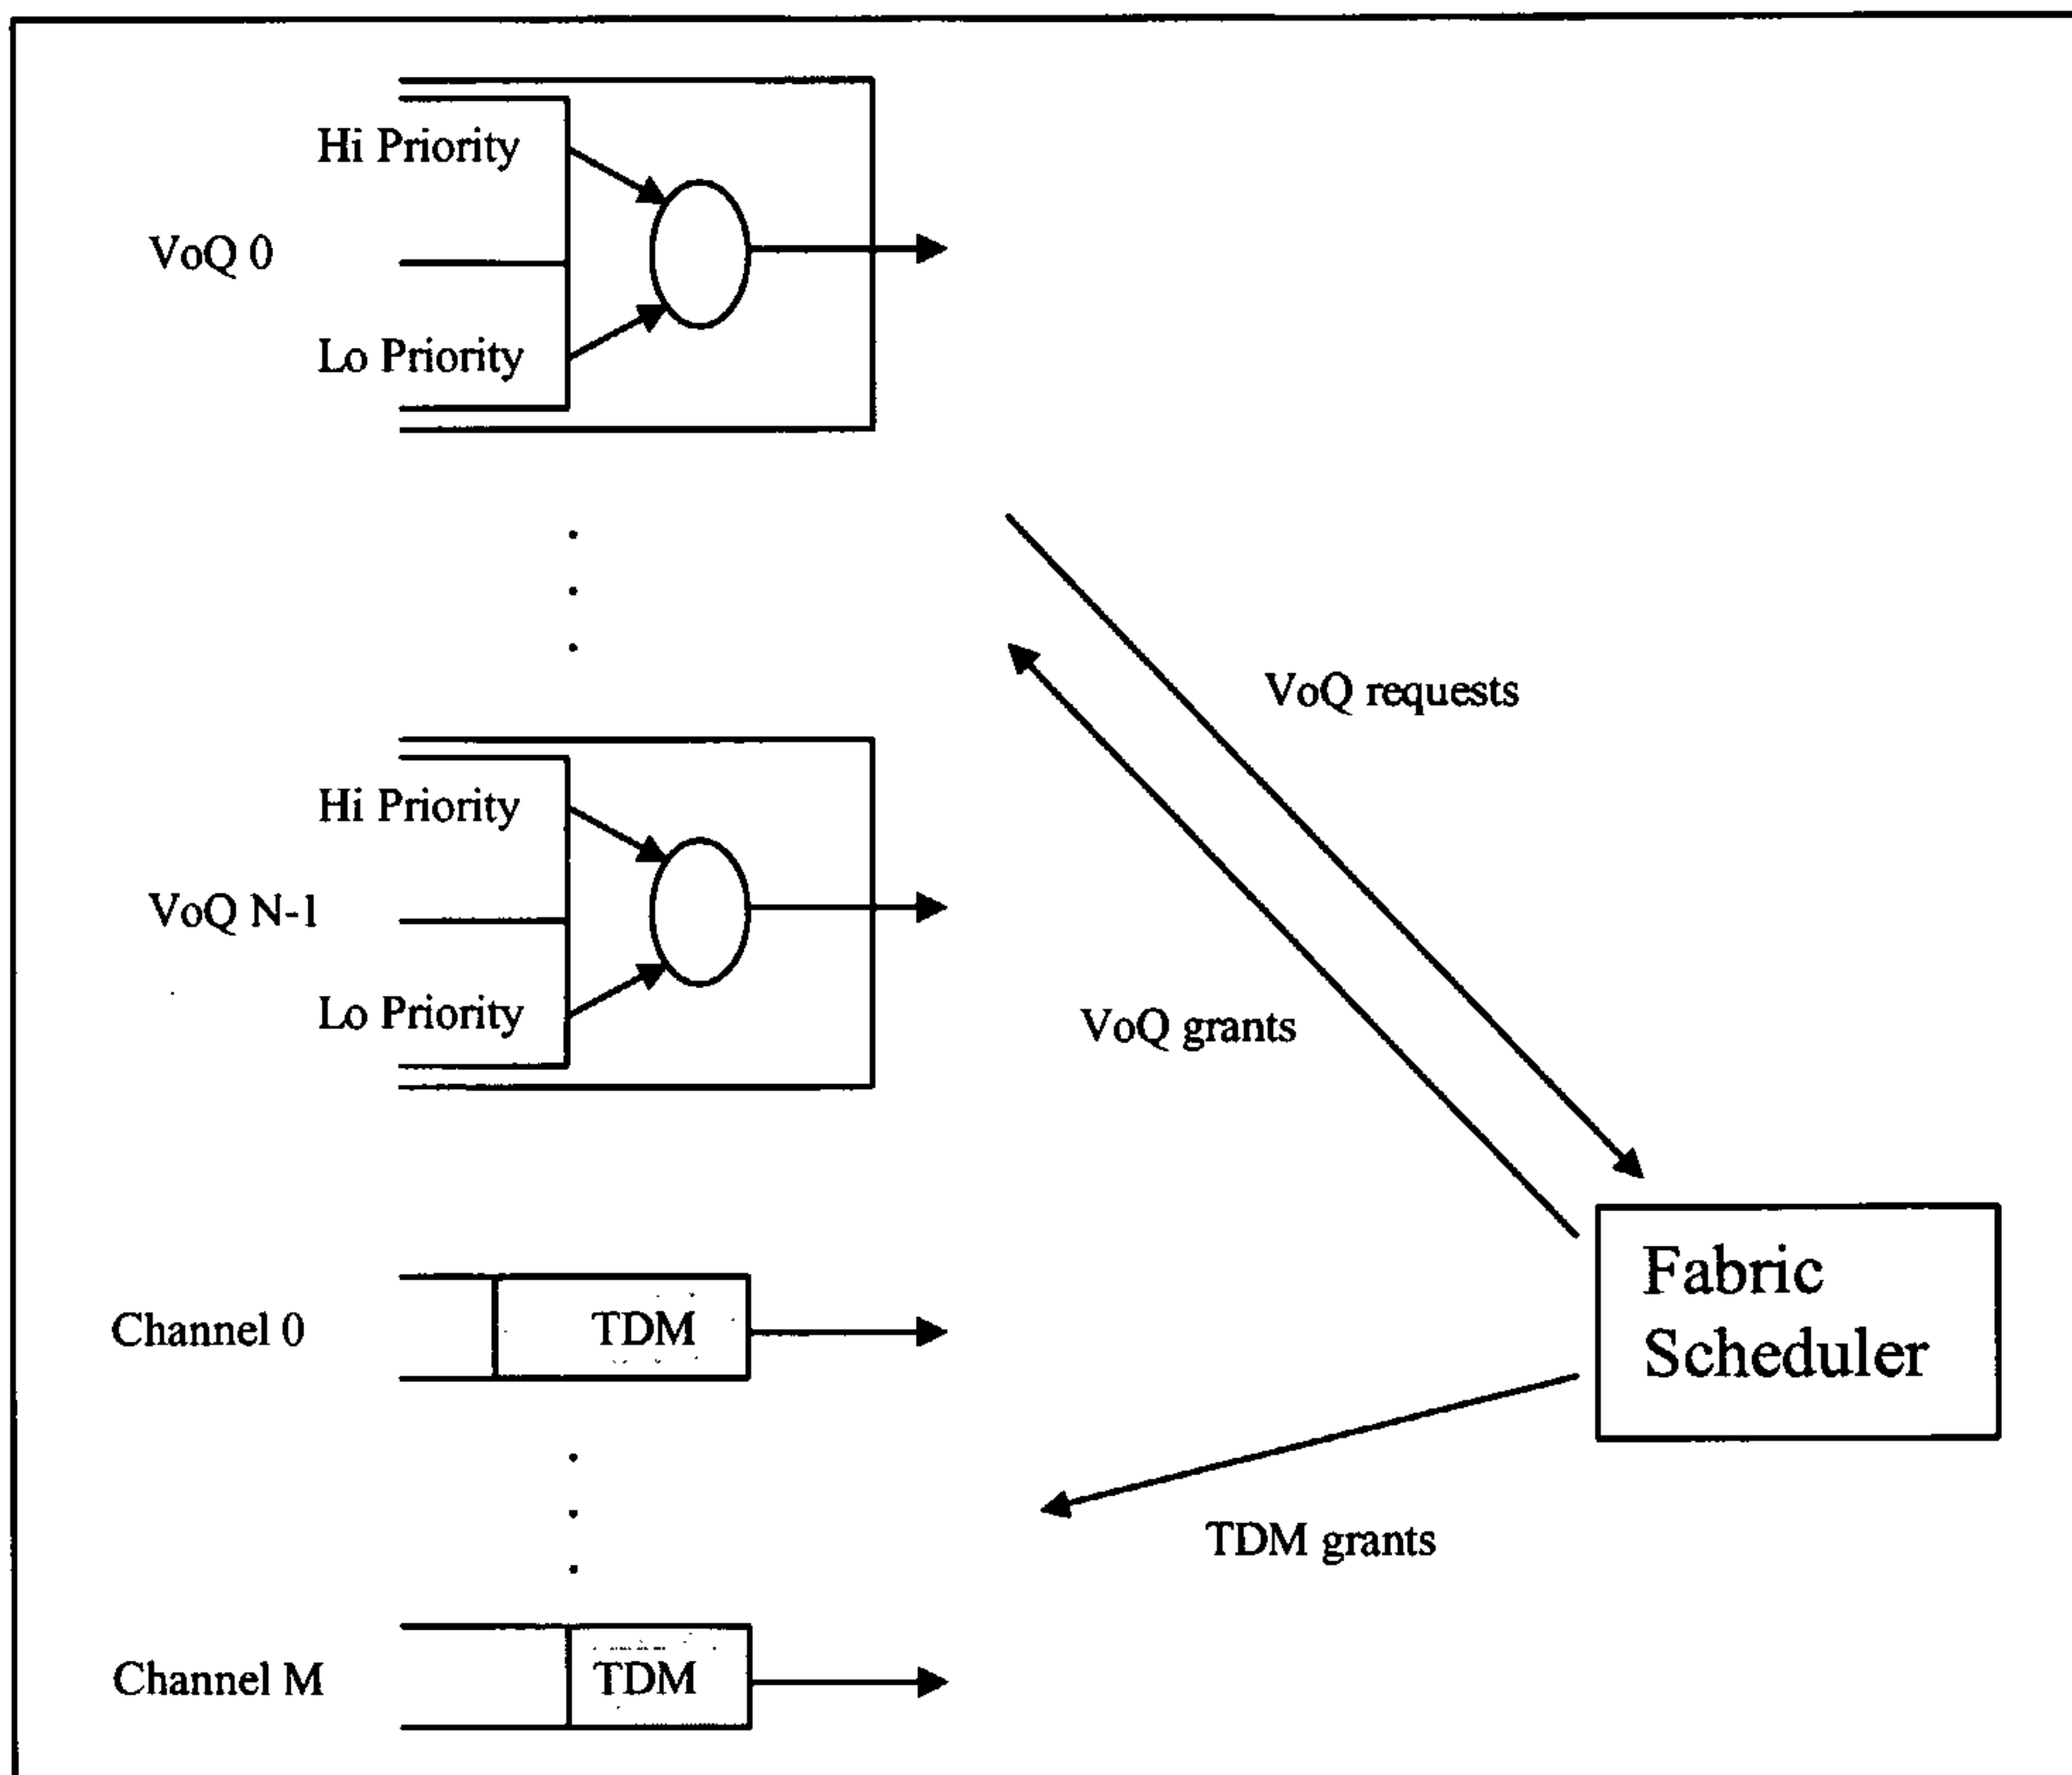 Hi Priority
VoQ 0
Lo Priority
VoQ requests
Hi Priority
VoQ N-1
Lo Priority
VoQ grants
Fabric
Scheduler
Channel 0
TDM
TDM grants
Channel M
TDM